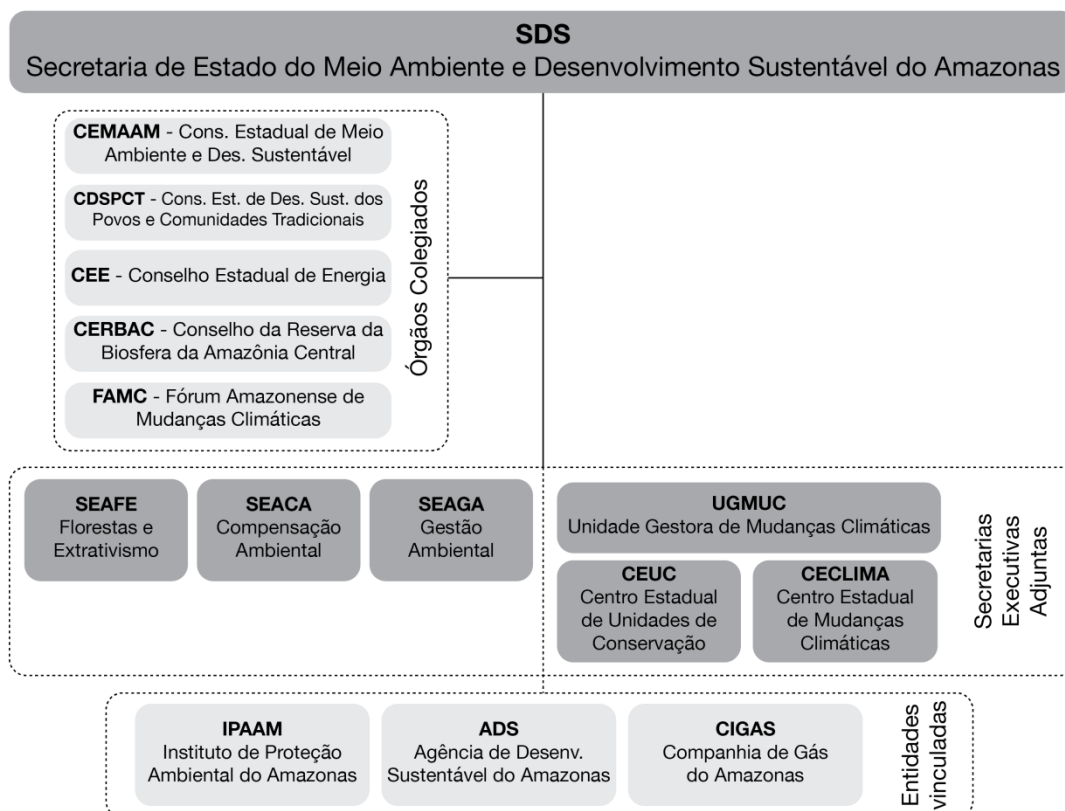 SDS
Secretaria de Estado do Meio Ambiente e Desenvolvimento Sustentável do Amazonas
CEMAAM - Cons. Estadual de Meio
Ambiente e Des. Sustentável
CDSPCT - Cons. Est. de Des. Sust. dos
Povos e Comunidades Tradicionais
CEE - Conselho Estadual de Energia
CERBAC - Conselho da Reserva da
Biosfera da Amazônia Central
FAMC - Fórum Amazonense de
Mudanças Climáticas
Órgãos Colegiados
SEAFE
Florestas e
Extrativismo
SEACA
Compensação
Ambiental
SEAGA
Gestão
Ambiental
UGMUC
Unidade Gestora de Mudanças Climáticas
CEUC
Centro Estadual
de Unidades de
Conservação
CECLIMA
Centro Estadual
de Mudanças
Climáticas
Secretarias
Executivas
Adjuntas
IPAAM
Instituto de Proteção
Ambiental do Amazonas
ADS
Agência de Desenv.
Sustentável do Amazonas
CIGAS
Companhia de Gás
do Amazonas
Entidades
vinculadas